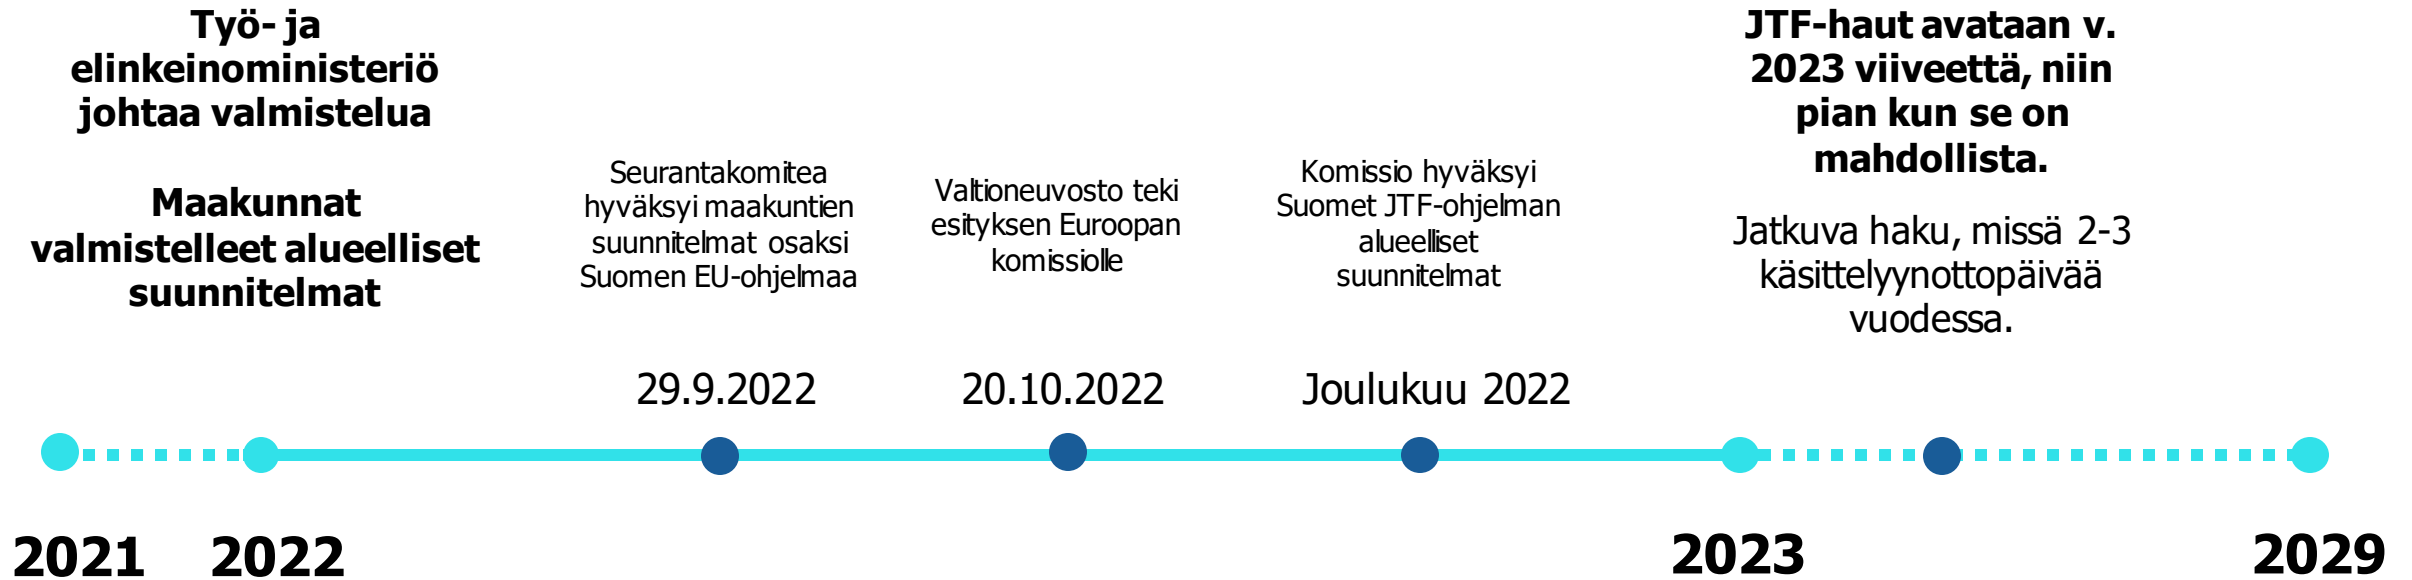 Työ- ja
elinkeinoministeriö
johtaa valmistelua
Maakunnat
valmistelleet alueelliset
suunnitelmat
Seurantakomitea
hyväksyi maakuntien
suunnitelmat osaksi
Suomen EU-ohjelmaa
29.9.2022
Valtioneuvosto teki
esityksen Euroopan
komissiolle
20.10.2022
Komissio hyväksyi
Suomet JTF-ohjelman
alueelliset
suunnitelmat
Joulukuu 2022
JTF-haut avataan v.
2023 viiveettä, niin
pian kun se on
mahdollista.
Jatkuva haku, missä 2-3
käsittelyynottopäivää
vuodessa.
2021
2022
2023
2029